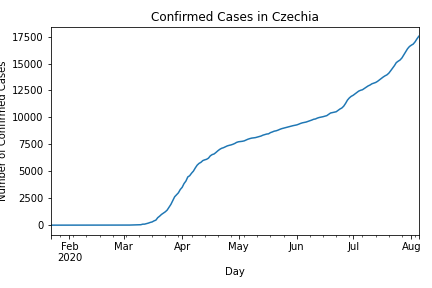 Confirmed Cases in Czechia
Number of Confirmed Cases
17500
15000
12500
10000
7500
5000
2500
0
Feb Mar Apr May Jun Jul Aug
2020
Day